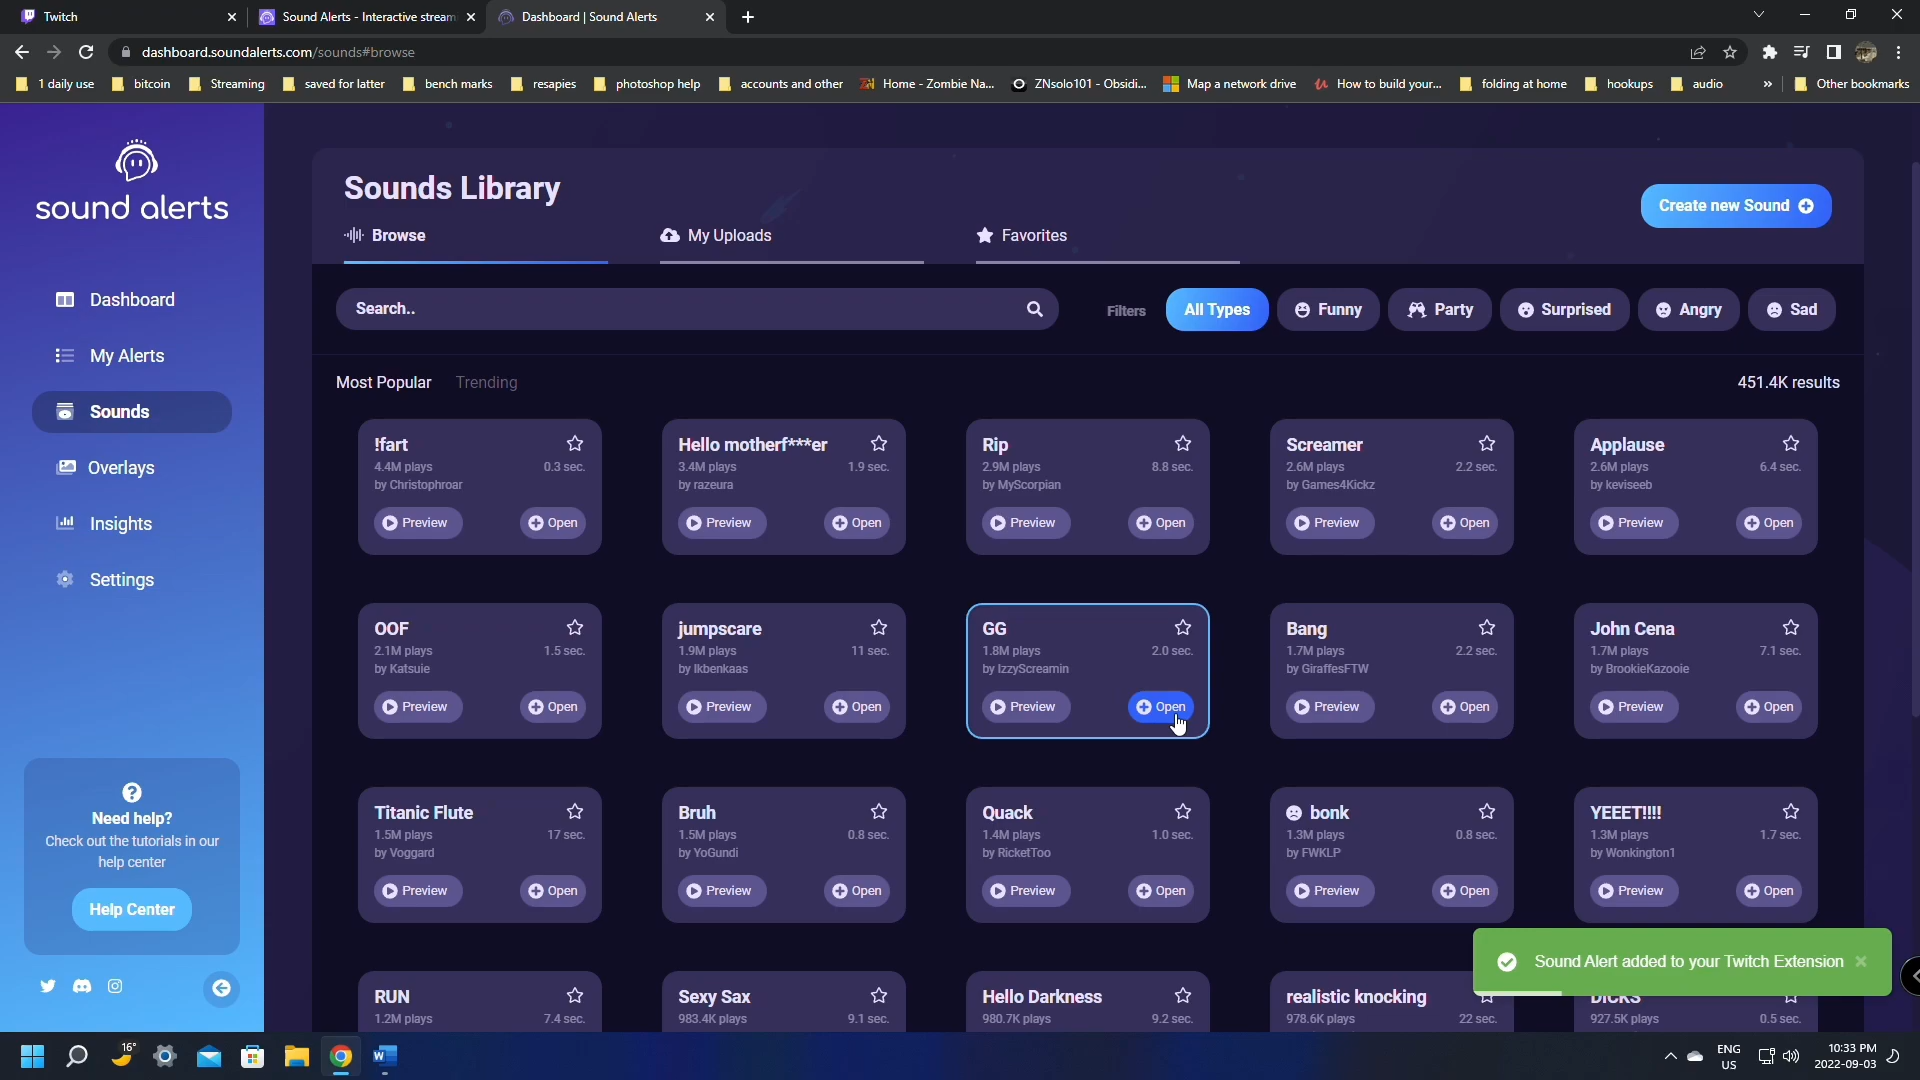 Twitch
Sound Alerts - Interactive stream
Dashboard | Sound Alerts
dashboard.soundalerts.com/sounds#browse
1 daily use
bitcoin
Streaming
saved for latter
bench marks
resapies
photoshop help
accounts and other
Home - Zombie Na...
ZNsolo101 - Obsidi...
Map a network drive
How to build your...
folding at home
hookups
audio
»
Other bookmarks
sound alerts
Dashboard
My Alerts
Sounds
Overlays
Insights
Settings
Need help?
Check out the tutorials in our
help center
Help Center
Sounds Library
Create new Sound
Browse
My Uploads
Favorites
Search..
Filters
All Types
Funny
Party
Surprised
Angry
Sad
Most Popular
Trending
451.4K results
!fart
4.4M plays 0.3 sec.
by Christophroar
Preview Open
Hello motherf***er
3.4M plays 1.9 sec.
by razeura
Preview Open
Rip
2.9M plays 8.8 sec.
by MyScorpian
Preview Open
Screamer
2.6M plays 2.2 sec.
by Games4Kickz
Preview Open
Applause
2.6M plays 6.4 sec.
by keviseeb
Preview Open
OOF
2.1M plays 1.5 sec.
by Katsuie
Preview Open
jumpscare
1.9M plays 11 sec.
by Ikbenkaas
Preview Open
GG
1.8M plays 2.0 sec.
by IzzyScreamin
Preview Open
Bang
1.7M plays 2.2 sec.
by GiraffesFTW
Preview Open
John Cena
1.7M plays 7.1 sec.
by BrookieKazooie
Preview Open
Titanic Flute
1.5M plays 17 sec.
by Voggard
Preview Open
Bruh
1.5M plays 0.8 sec.
by YoGundi
Preview Open
Quack
1.4M plays 1.0 sec.
by RicketToo
Preview Open
bonk
1.3M plays 0.8 sec.
by FWKLP
Preview Open
YEEET!!!!
1.3M plays 1.7 sec.
by Wonkington1
Preview Open
RUN
1.2M plays 7.4 sec.
Sexy Sax
983.4K plays 9.1 sec.
Hello Darkness
980.7K plays 9.2 sec.
realistic knocking
978.6K plays 22 sec.
927.5K plays 0.5 sec.
Sound Alert added to your Twitch Extension
16°
ENG
US
10:33 PM
2022-09-03